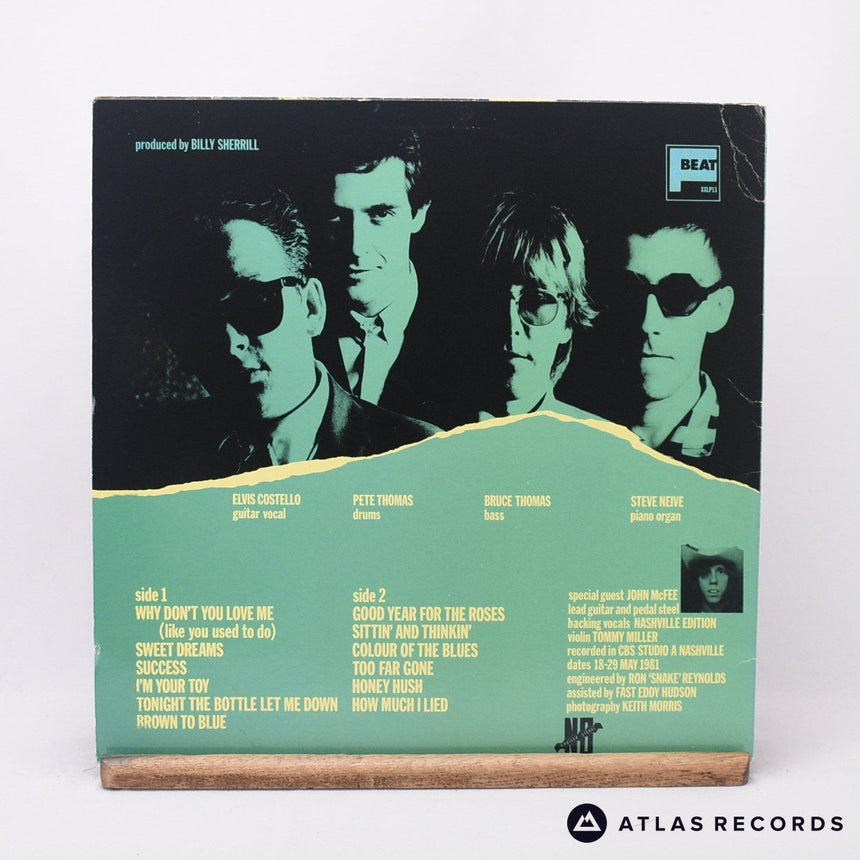 produced by BILLY SHERRILL
F BEAT
XXLP13
ELVIS COSTELLO
guitar vocal
PETE THOMAS
drums
BRUCE THOMAS
bass
STEVE NEIVE
piano organ
side 1
WHY DON'T YOU LOVE ME
(like you used to do)
SWEET DREAMS
SUCCESS
I'M YOUR TOY
TONIGHT THE BOTTLE LET ME DOWN
BROWN TO BLUE
side 2
GOOD YEAR FOR THE ROSES
SITTIN' AND THINKIN'
COLOUR OF THE BLUES
TOO FAR GONE
HONEY HUSH
HOW MUCH I LIED
special guest JOHN McFEE
lead guitar and pedal steel
backing vocals NASHVILLE EDITION
violin TOMMY MILLER
recorded in CBS STUDIO A NASHVILLE
dates 18-29 MAY 1981
engineered by RON 'SNAKE' REYNOLDS
assisted by FAST EDDY HUDSON
photography KEITH MORRIS
NB
ATLAS RECORDS